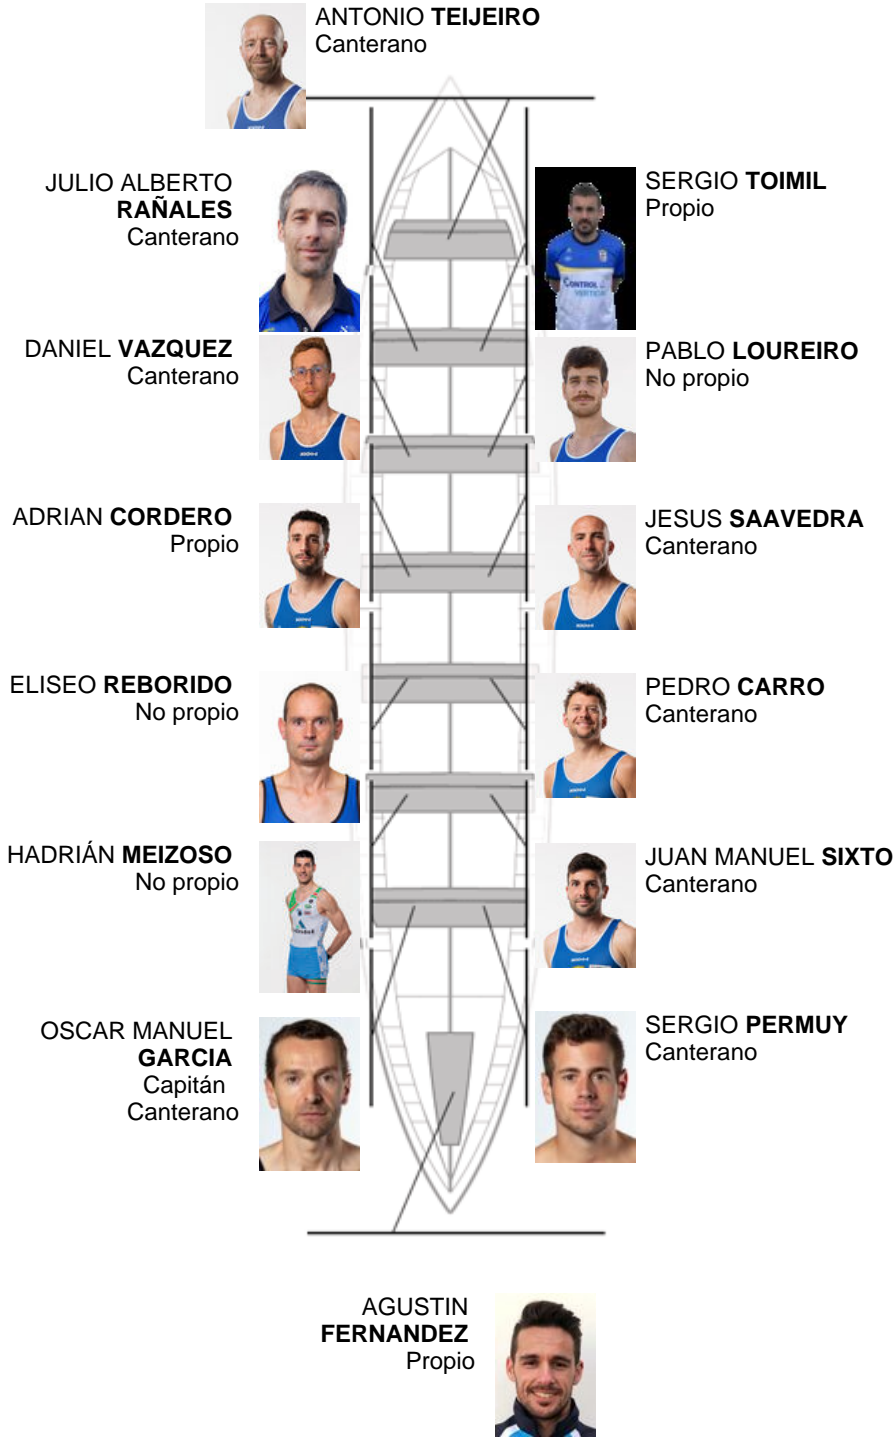 ANTONIO TEIJEIRO
Canterano
JULIO ALBERTO
RAÑALES
Canterano
SERGIO TOIMIL
Propio
CONTROL
VERTICAL
DANIEL VAZQUEZ
Canterano
PABLO LOUREIRO
No propio
ADRIAN CORDERO
Propio
JESUS SAAVEDRA
Canterano
ELISEO REBORIDO
No propio
PEDRO CARRO
Canterano
HADRIÁN MEIZOSO
No propio
JUAN MANUEL SIXTO
Canterano
OSCAR MANUEL
GARCIA
Capitán
Canterano
SERGIO PERMUY
Canterano
AGUSTIN
FERNANDEZ
Propio